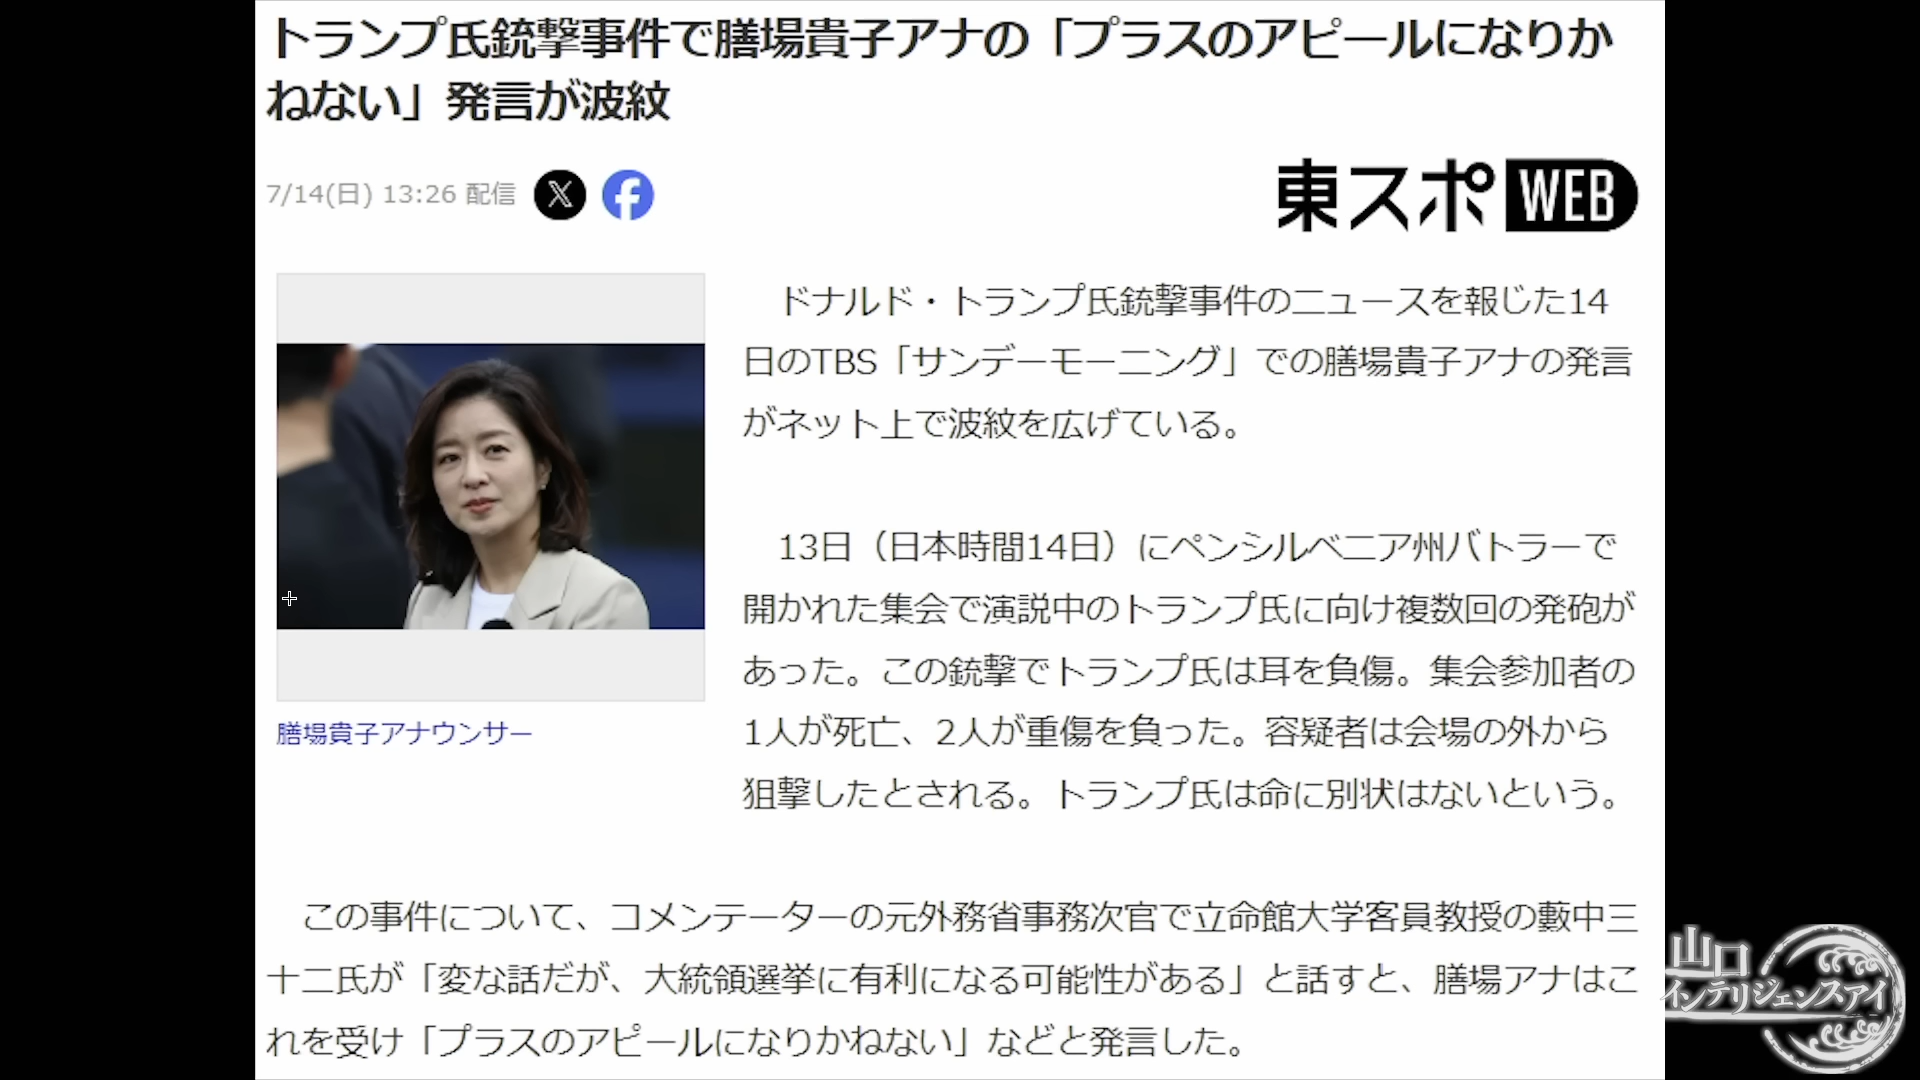 トランプ氏銃撃事件で膳場貴子アナの「プラスのアピールになりか
ねない」発言が波紋
7/14(日) 13:26 配信
東スポWEB
ドナルド・トランプ氏銃撃事件のニュースを報じた14
日のTBS「サンデーモーニング」での膳場貴子アナの発言
がネット上で波紋を広げている。
13日（日本時間14日）にペンシルベニア州バトラーで
開かれた集会で演説中のトランプ氏に向け複数回の発砲が
あった。この銃撃でトランプ氏は耳を負傷。集会参加者の
1人が死亡、2人が重傷を負った。容疑者は会場の外から
狙撃したとされる。トランプ氏は命に別状はないという。
膳場貴子アナウンサー
この事件について、コメンテーターの元外務省事務次官で立命館大学客員教授の藪中三
十二氏が「変な話だが、大統領選挙に有利になる可能性がある」と話すと、膳場アナはこ
れを受け「プラスのアピールになりかねない」などと発言した。
山口
インテリジェンスアイ